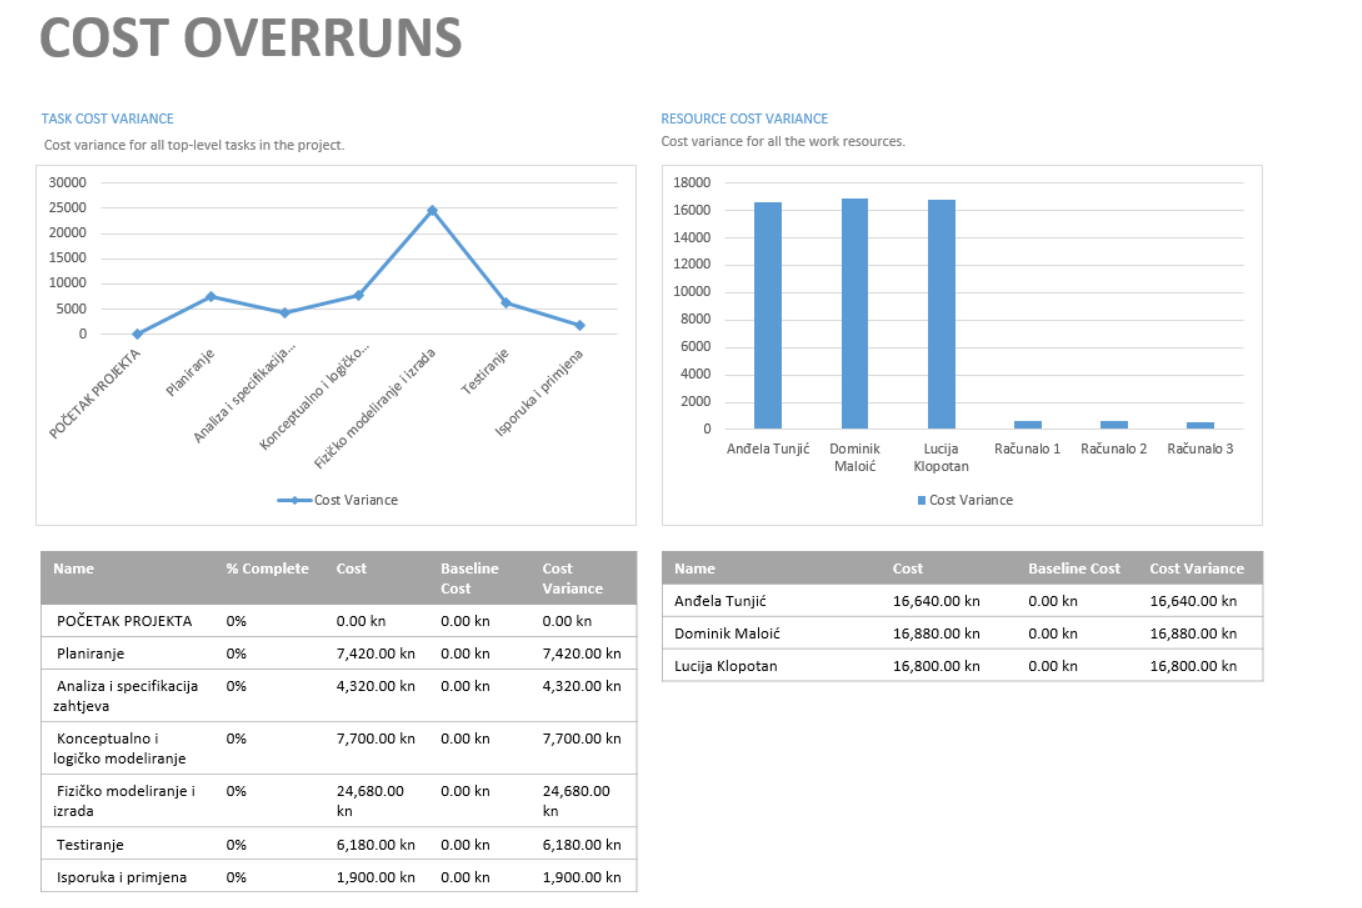 COST OVERRUNS
TASK COST VARIANCE
Cost variance for all top-level tasks in the project.
30000
25000
20000
15000
10000
5000
0
POČETAK PROJEKTA
Planiranje
Analiza i specifikacija...
Konceptualno i logičko...
Fizičko modeliranje i izrada
Testiranje
Isporuka i primjena
Cost Variance
RESOURCE COST VARIANCE
Cost variance for all the work resources.
18000
16000
14000
12000
10000
8000
6000
4000
2000
0
Anđela Tunjić
Dominik
Maloić
Lucija
Klopotan
Računalo 1
Računalo 2
Računalo 3
Cost Variance
Name % Complete Cost Baseline Cost
Cost Variance
POČETAK PROJEKTA 0% 0.00 kn 0.00 kn 0.00 kn
Planiranje 0% 7,420.00 kn 0.00 kn 7,420.00 kn
Analiza i specifikacija 0% 4,320.00 kn 0.00 kn 4,320.00 kn
zahtjeva
Konceptualno i 0% 7,700.00 kn 0.00 kn 7,700.00 kn
logičko modeliranje
Fizičko modeliranje i 0% 24,680.00 0.00 kn 24,680.00
izrada kn kn
Testiranje 0% 6,180.00 kn 0.00 kn 6,180.00 kn
Isporuka i primjena 0% 1,900.00 kn 0.00 kn 1,900.00 kn
Name Cost Baseline Cost Cost Variance
Anđela Tunjić 16,640.00 kn 0.00 kn 16,640.00 kn
Dominik Maloić 16,880.00 kn 0.00 kn 16,880.00 kn
Lucija Klopotan 16,800.00 kn 0.00 kn 16,800.00 kn